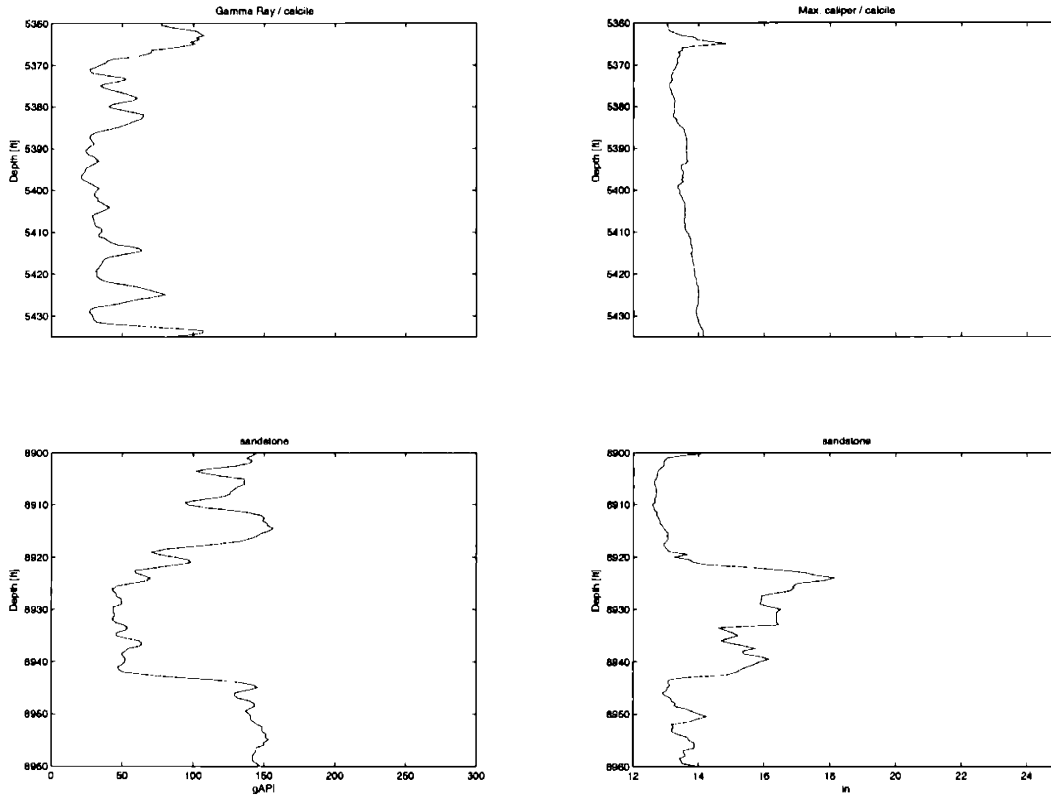 Gamma Ray / calcile
Depth [ft]
5360
5370
5380
5390
5400
5410
5420
5430
Max. caliper / calcile
Depth [ft]
5360
5370
5380
5390
5400
5410
5420
5430
sandstone
Depth [ft]
8900
8910
8920
8930
8940
8950
8960
0 50 100 150 200 250 300
gAPI
sandstone
Depth [ft]
8900
8910
8920
8930
8940
8950
8960
12 14 16 18 20 22 24
in